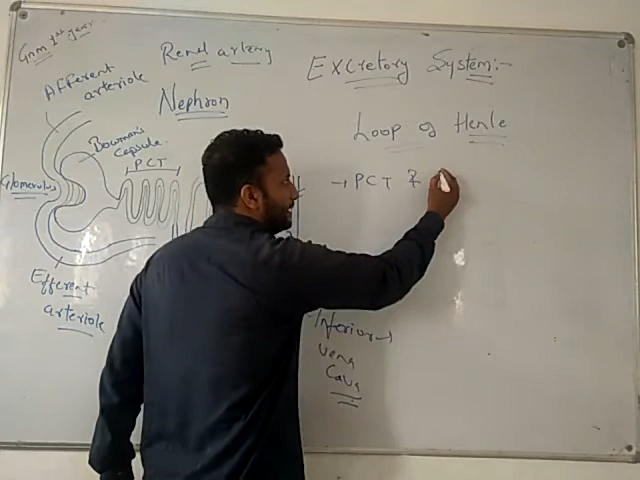 Gnm 1st year
Renal artery
Excretory System:-
Afferent
arteriole
Nephron
Loop of Henle
Bowman's
Capsule
PCT
Glomerulus
→ PCT
Efferent
arteriole
Inferior →
Vena
Cava